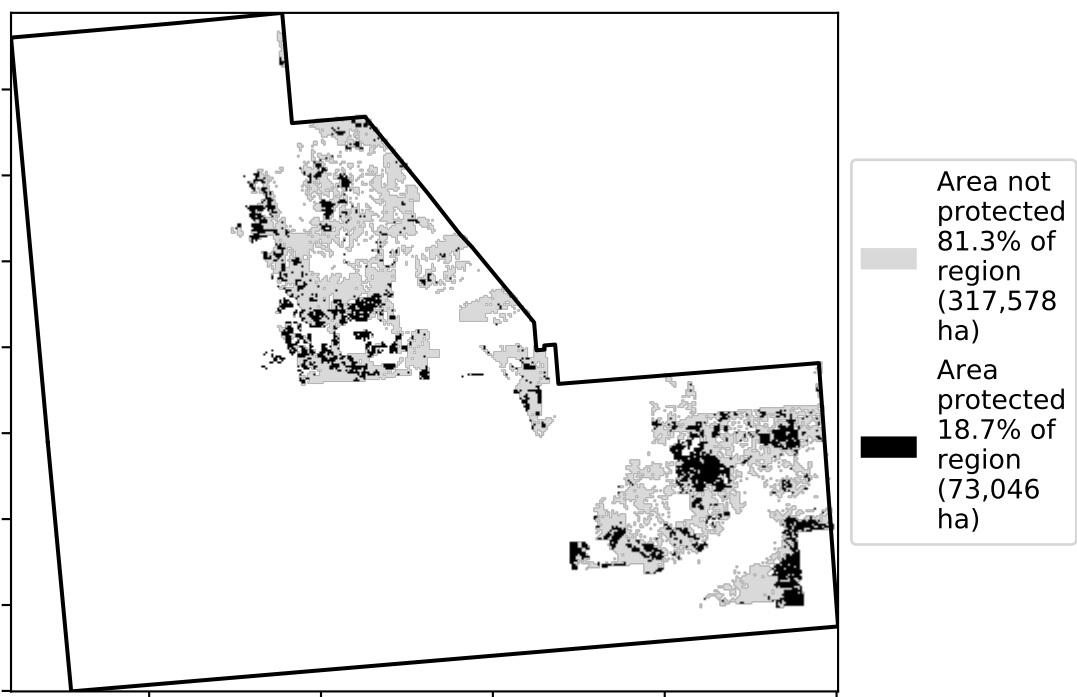 Area not
protected
81.3% of
region
(317,578
ha)
Area
protected
18.7% of
region
(73,046
ha)